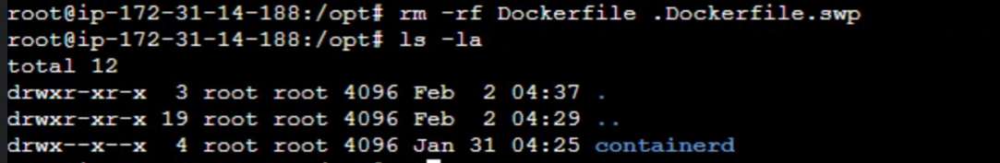 root@ip-172-31-14-188:/opt# rm -rf Dockerfile .Dockerfile.swp
root@ip-172-31-14-188:/opt# ls -la
total 12
drwxr-xr-x  3 root root 4096 Feb  2 04:37 .
drwxr-xr-x 19 root root 4096 Feb  2 04:29 ..
drwx--x--x  4 root root 4096 Jan 31 04:25 containerd